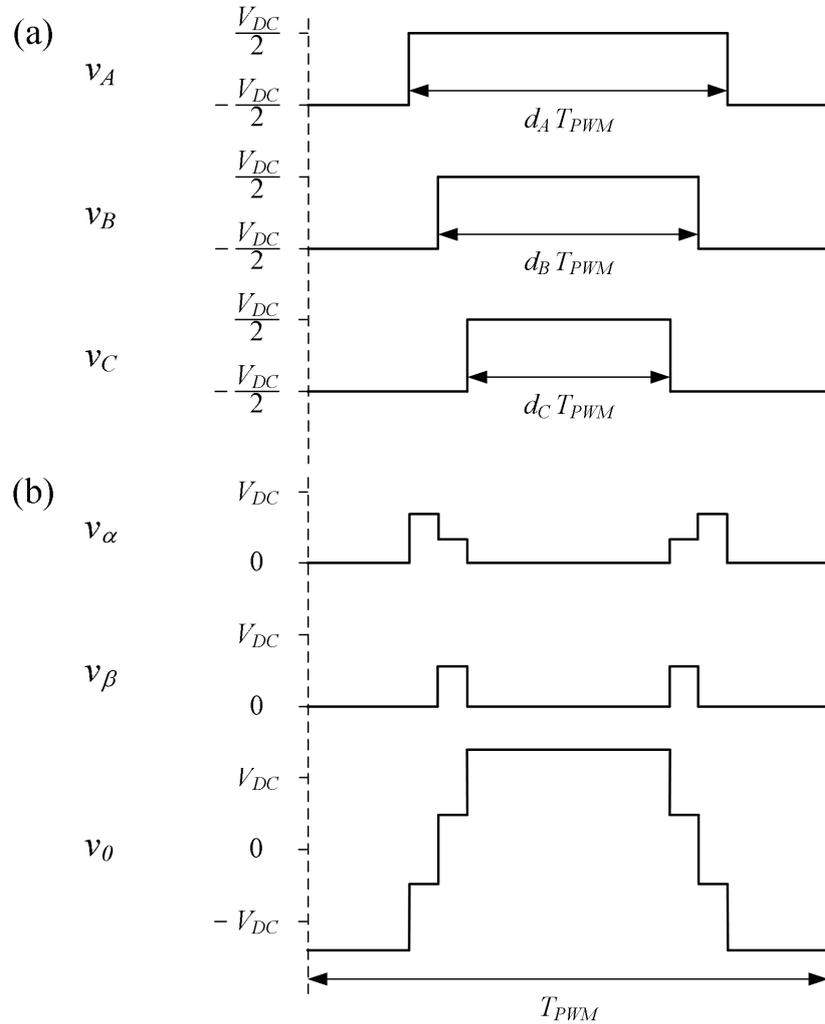 (a)
v_A
V_DC/2
- V_DC/2
d_A T_PWM
v_B
V_DC/2
- V_DC/2
d_B T_PWM
v_C
V_DC/2
- V_DC/2
d_C T_PWM
(b)
v_α
V_DC
0
v_β
V_DC
0
v_0
V_DC
0
- V_DC
T_PWM